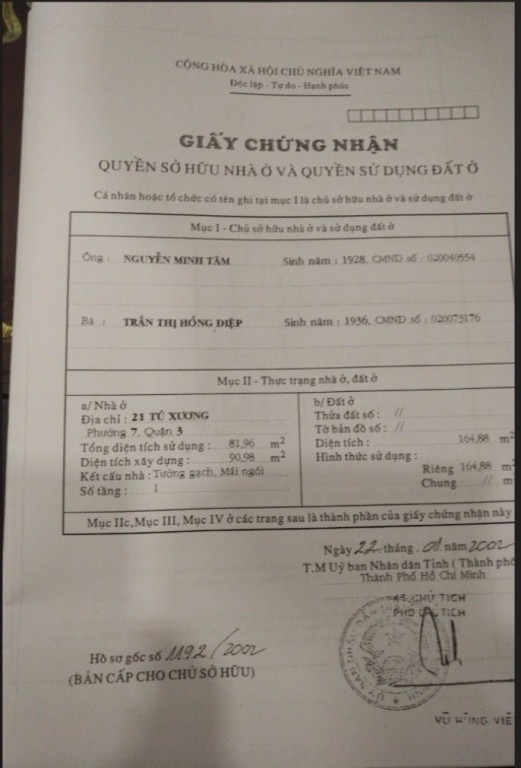 CỘNG HÒA XÃ HỘI CHỦ NGHĨA VIỆT NAM
Độc lập - Tự do - Hạnh phúc
GIẤY CHỨNG NHẬN
QUYỀN SỞ HỮU NHÀ Ở VÀ QUYỀN SỬ DỤNG ĐẤT Ở
Cá nhân hoặc tổ chức có tên ghi tại mục I là chủ sở hữu nhà ở và sử dụng đất ở
Mục I - Chủ sở hữu nhà ở và sử dụng đất ở
Ông : NGUYỄN MINH TÂM Sinh năm : 1928, CMND số : 020040554
Bà : TRẦN THỊ HỒNG ĐIỆP Sinh năm : 1936, CMND số : 020073176
Mục II - Thực trạng nhà ở, đất ở
a/ Nhà ở
Địa chỉ : 21 TÚ XƯƠNG
Phường 7, Quận 3
Tổng diện tích sử dụng : 81,96 m2
Diện tích xây dựng : 90,98 m2
Kết cấu nhà : Tường gạch, Mái ngói
Số tầng : 1
b/ Đất ở
Thửa đất số : //
Tờ bản đồ số : //
Diện tích : 164,88 m
Hình thức sử dụng :
Riêng 164,88 m
Chung // m
Mục IIc, Mục III, Mục IV ở các trang sau là thành phần của giấy chứng nhận này
Ngày 22 tháng . 01 năm 2002
T.M Uỷ ban Nhân dân Tỉnh ( Thành phố
Thành Phố Hồ Chí Minh
KT. CHỦ TỊCH
PHÓ CHỦ TỊCH
Hồ sơ gốc số 1192/2002
(BẢN CẤP CHO CHỦ SỞ HỮU)
VŨ HÙNG VIỆ